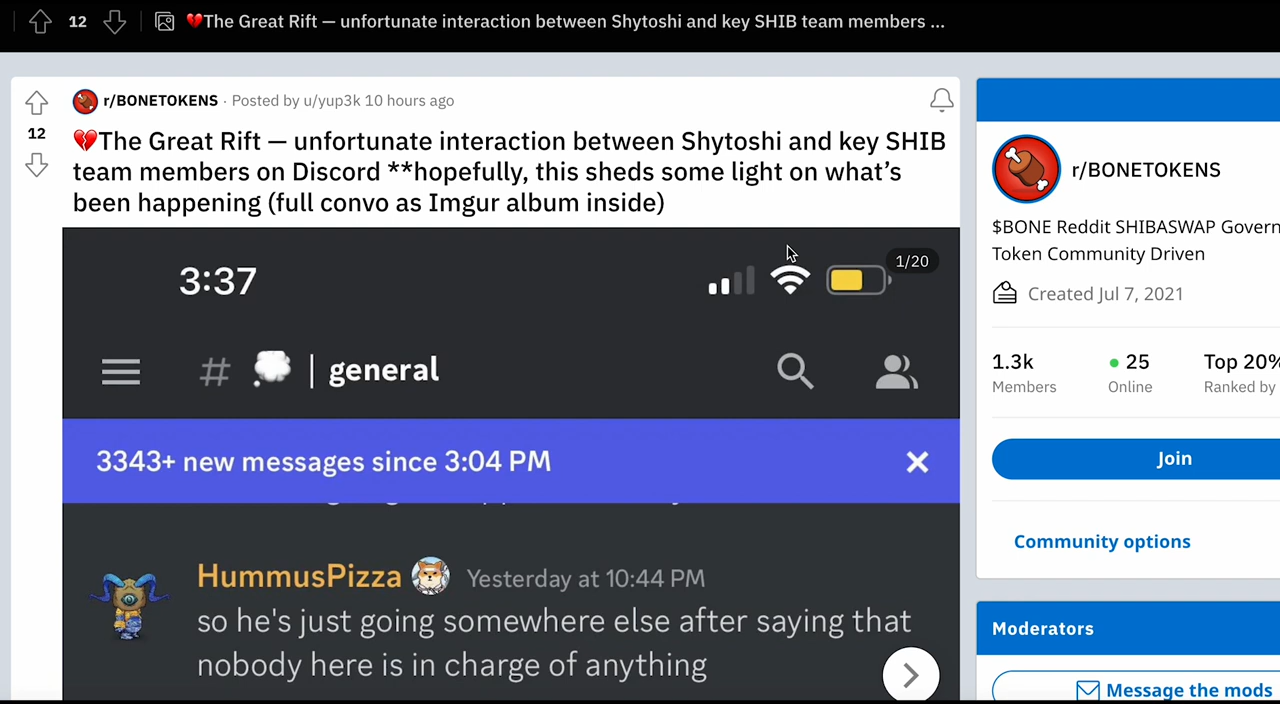 12
💔The Great Rift — unfortunate interaction between Shytoshi and key SHIB team members ...
r/BONETOKENS · Posted by u/yup3k 10 hours ago
12
💔The Great Rift — unfortunate interaction between Shytoshi and key SHIB
team members on Discord **hopefully, this sheds some light on what’s
been happening (full convo as Imgur album inside)
3:37
1/20
# | general
3343+ new messages since 3:04 PM
HummusPizza Yesterday at 10:44 PM
so he's just going somewhere else after saying that
nobody here is in charge of anything
r/BONETOKENS
$BONE Reddit SHIBASWAP Govern
Token Community Driven
Created Jul 7, 2021
1.3k 25 Top 20%
Members Online Ranked by
Join
Community options
Moderators
Message the mods